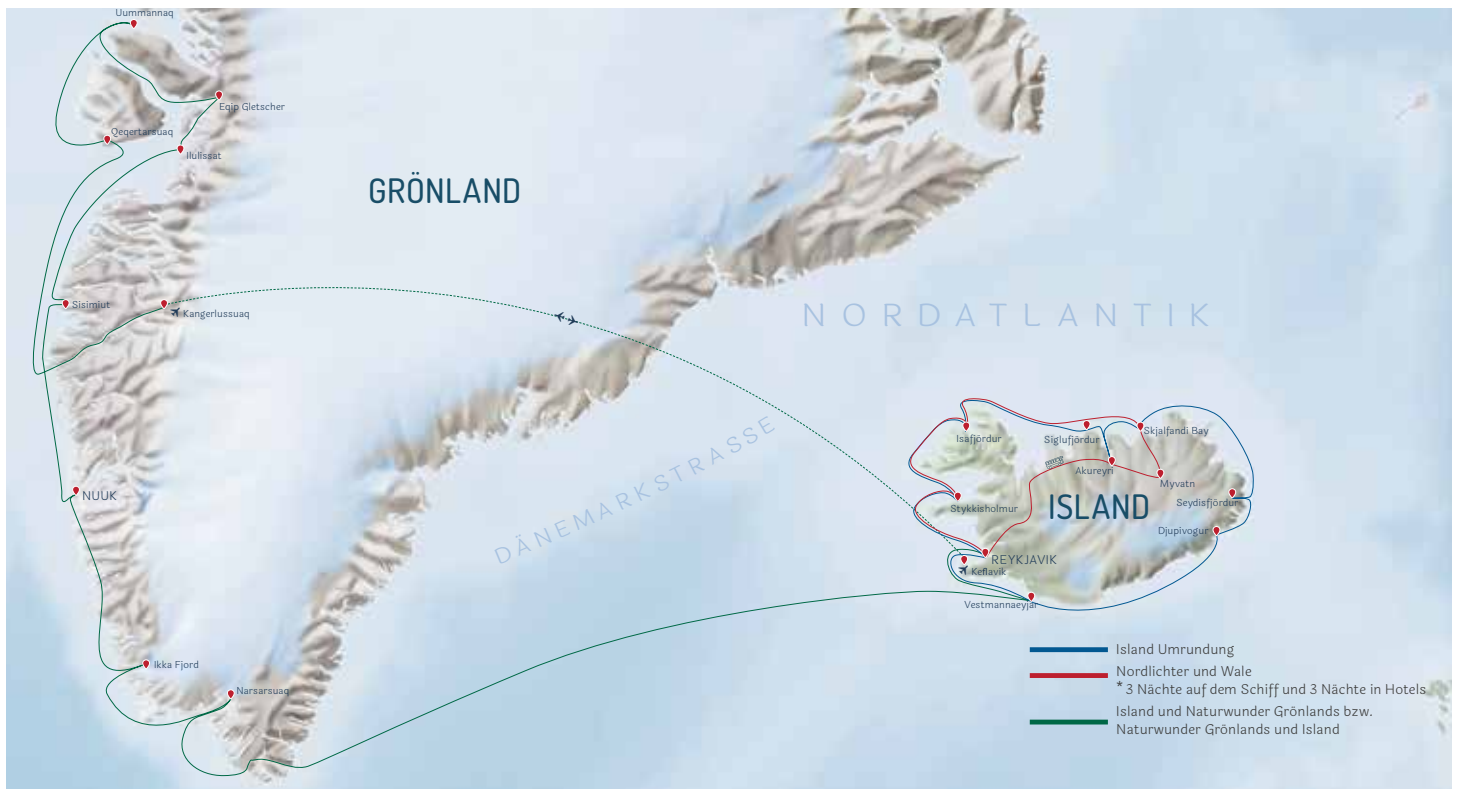 Uummannaq
Eqip Gletscher
Qeqertarsuaq
Ilulissat
GRÖNLAND
Sisimiut
Kangerlussuaq
NORDATLANTIK
DÄNEMARKSTRASSE
Isafjördur
Siglufjördur
Skjalfandi Bay
Akureyri
Myvatn
Stykkisholmur
ISLAND
Seydisfjördur
Djupivogur
NUUK
REYKJAVIK
Keflavik
Vestmannaeyjar
Ikka Fjord
Narsarsuaq
Island Umrundung
Nordlichter und Wale
* 3 Nächte auf dem Schiff und 3 Nächte in Hotels
Island und Naturwunder Grönlands bzw.
Naturwunder Grönlands und Island